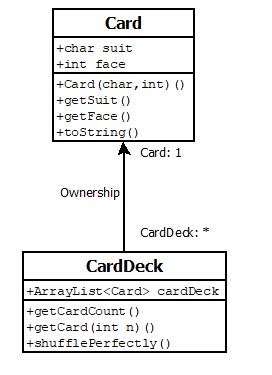 Card
+char suit
+int face
+Card(char,int)()
+getSuit()
+getFace()
+toString()
Card: 1
Ownership
CardDeck: *
CardDeck
+ArrayList<Card> cardDeck
+getCardCount()
+getCard(int n)()
+shufflePerfectly()